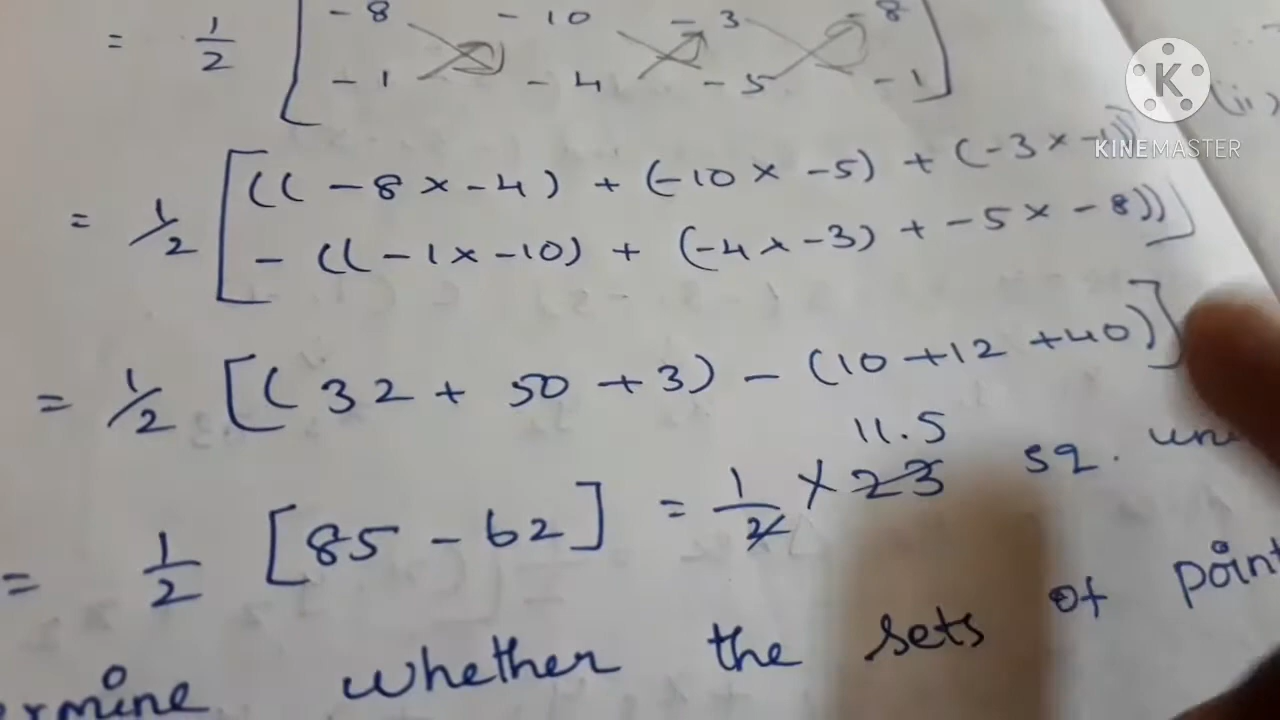 = 1/2 [ -8 -10 -3 -8
-1 -4 -5 -1 ]
(ii)
KINEMASTER
= 1/2 [ ((-8 x -4) + (-10 x -5) + (-3 x -1))
- ((-1 x -10) + (-4 x -3) + -5 x -8)) ]
= 1/2 [ (32 + 50 + 3) - (10 + 12 + 40) ]
= 1/2 [85 - 62] = 1/2 x 23 11.5 sq.
whether the sets of